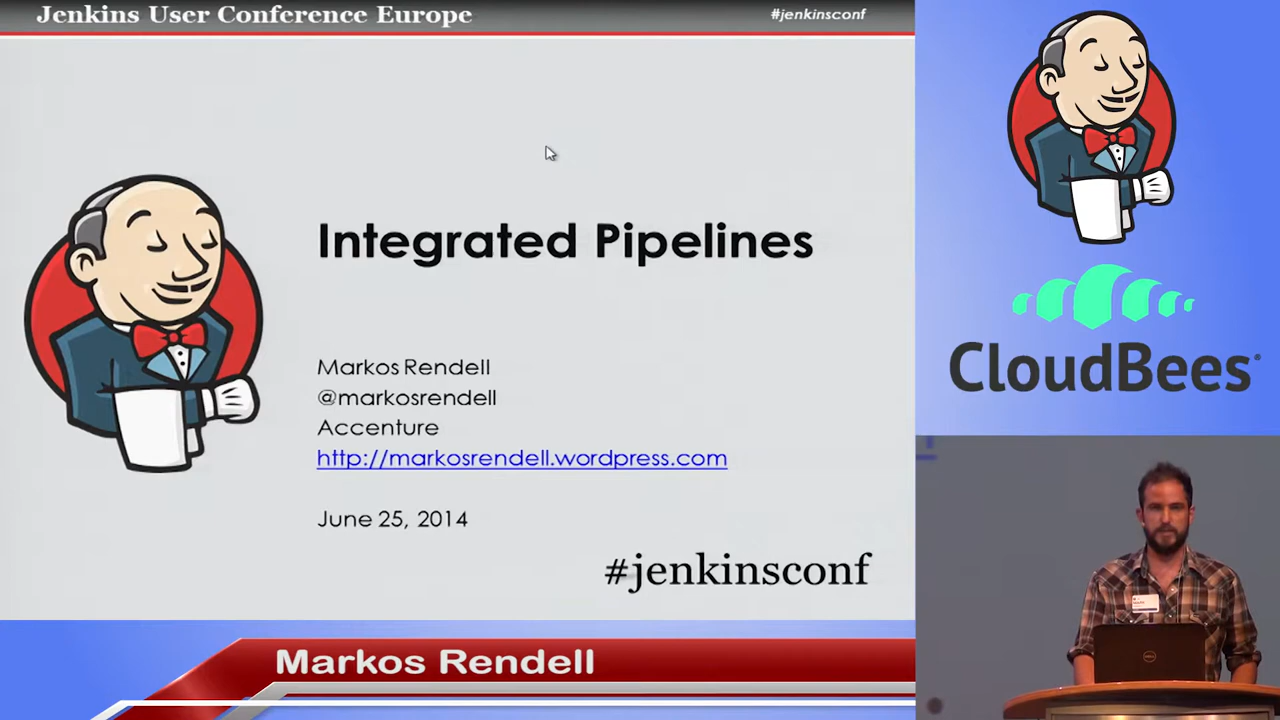 Jenkins User Conference Europe
#jenkinsconf
Integrated Pipelines
Markos Rendell
@markosrendell
Accenture
http://markosrendell.wordpress.com
June 25, 2014
#jenkinsconf
Markos Rendell
CloudBees
DELL